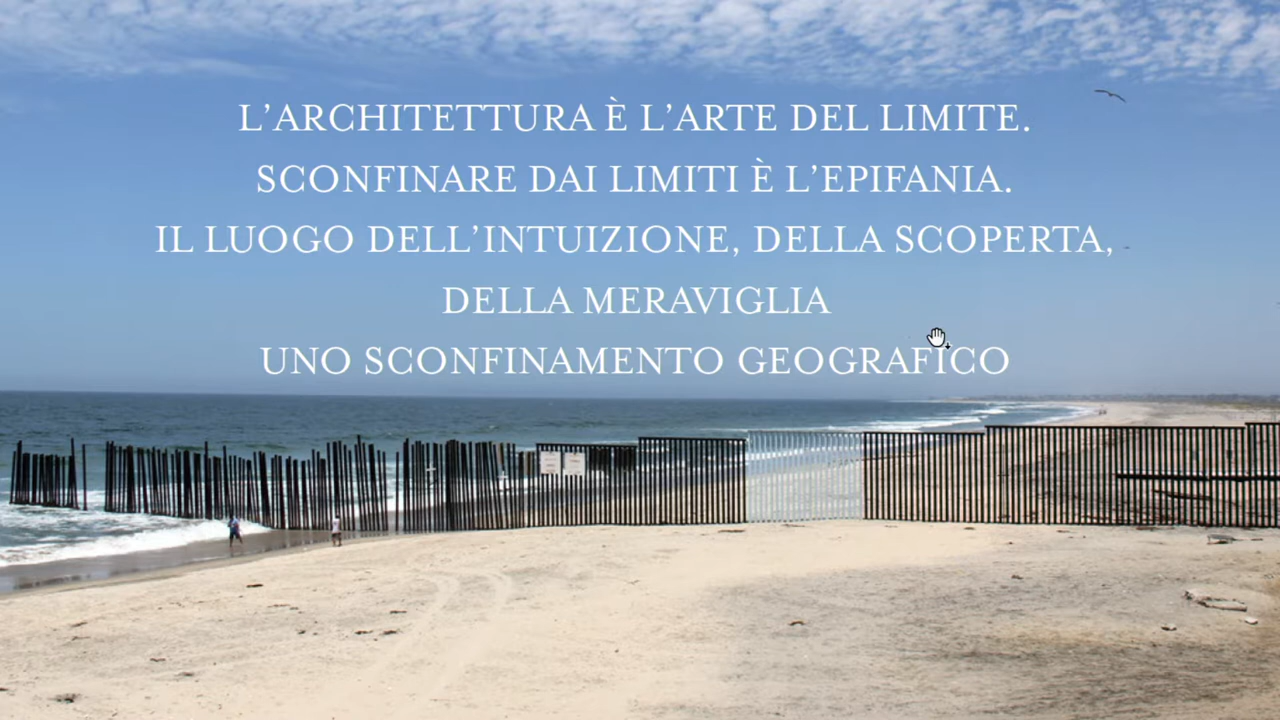 L’ARCHITETTURA È L’ARTE DEL LIMITE.
SCONFINARE DAI LIMITI È L’EPIFANIA.
IL LUOGO DELL’INTUIZIONE, DELLA SCOPERTA,
DELLA MERAVIGLIA
UNO SCONFINAMENTO GEOGRAFICO